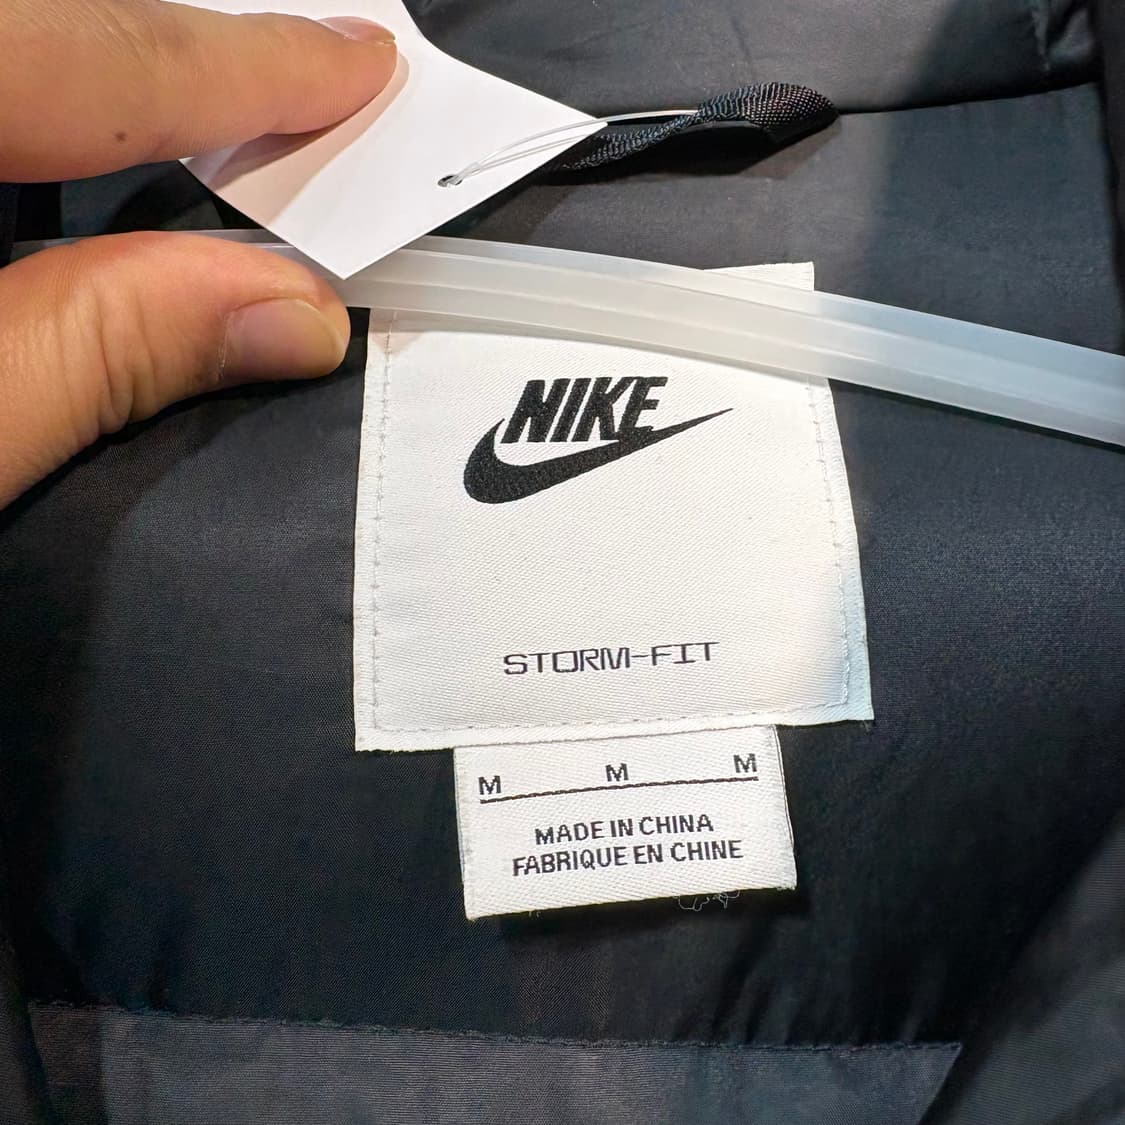 NIKE
STORM-FIT
M M M
MADE IN CHINA
FABRIQUE EN CHINE